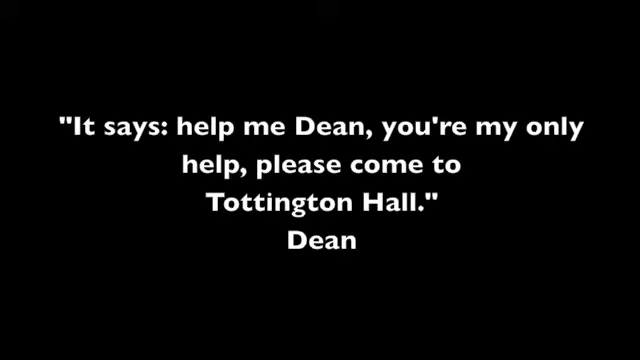 "It says: help me Dean, you're my only
help, please come to
Tottington Hall."
Dean